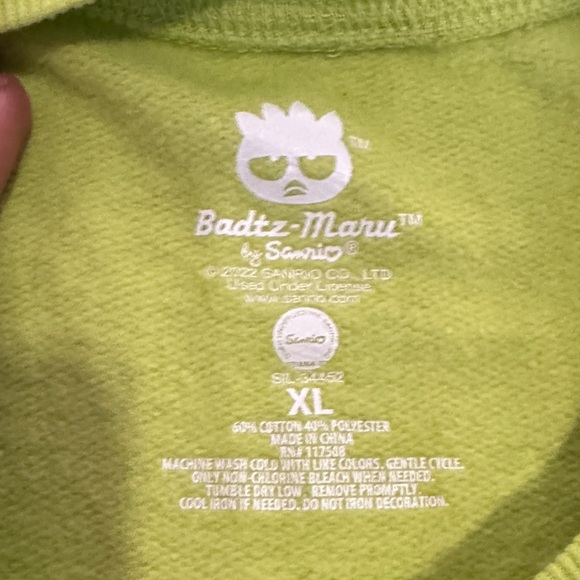 TM
Badtz-Maru™
by Sanrio®
© 2022 SANRIO CO., LTD.
Used Under License
www.sanrio.com
Sanrio
SIL-34452
XL
60% COTTON 40% POLYESTER
MADE IN CHINA
RN# 117508
MACHINE WASH COLD WITH LIKE COLORS. GENTLE CYCLE.
ONLY NON-CHLORINE BLEACH WHEN NEEDED.
TUMBLE DRY LOW. REMOVE PROMPTLY.
COOL IRON IF NEEDED. DO NOT IRON DECORATION.